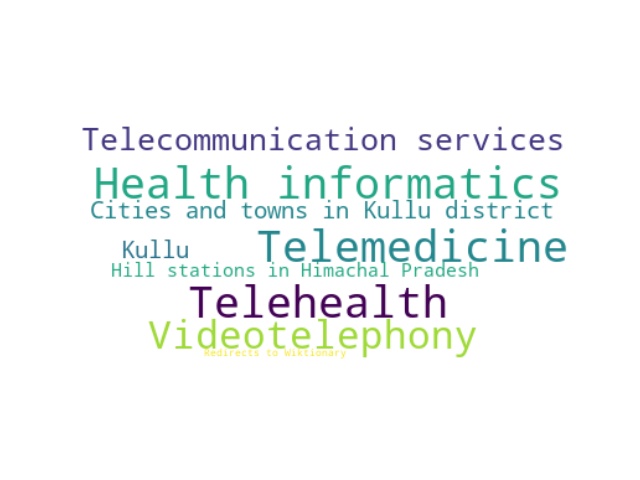 Telecommunication services
Health informatics
Cities and towns in Kullu district
Kullu Telemedicine
Hill stations in Himachal Pradesh
Telehealth
Videotelephony
Redirects to Wiktionary